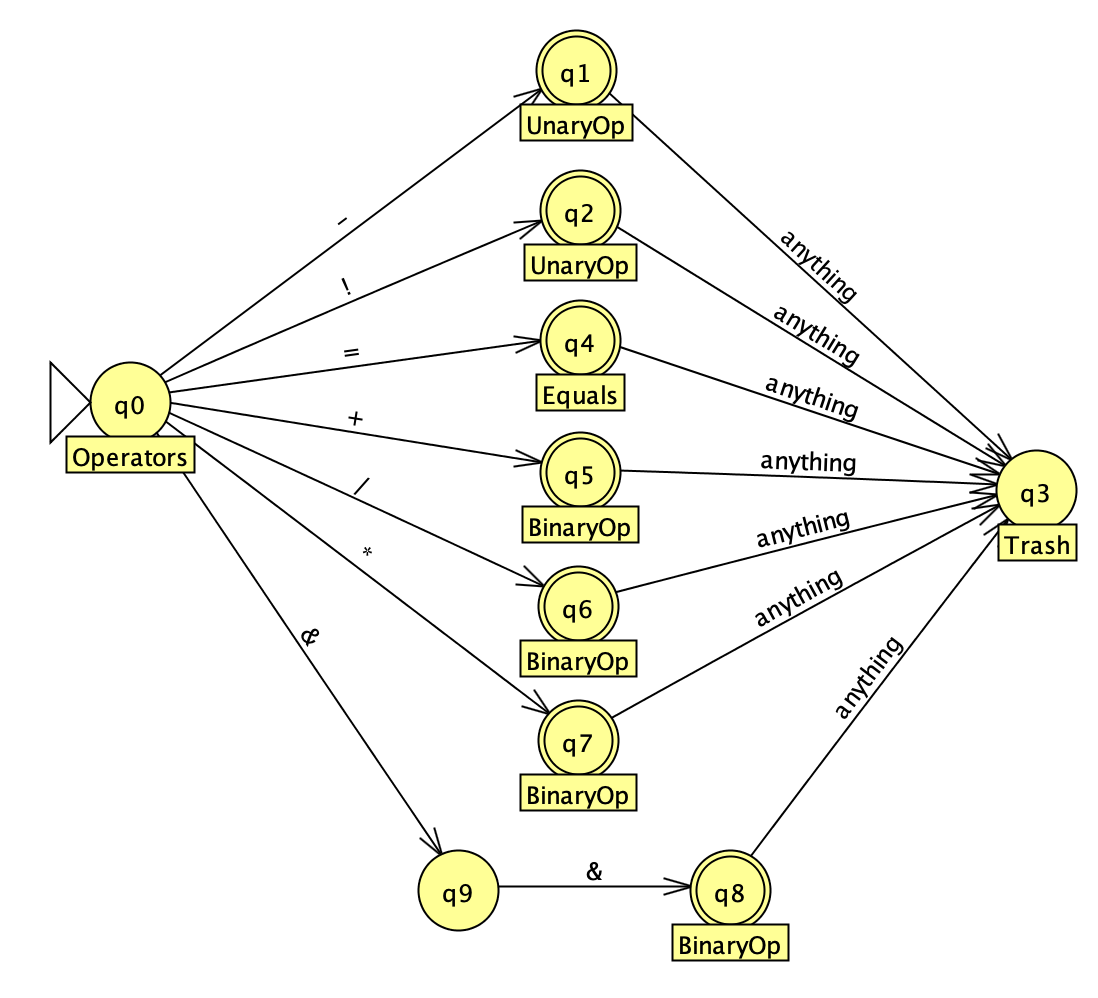 q1
UnaryOp
-
q2
UnaryOp
anything
!
anything
q4
=
Equals
anything
q0
Operators
+
q5
anything
BinaryOp
q3
Trash
/
anything
*
q6
anything
BinaryOp
&
anything
q7
BinaryOp
q9
&
q8
BinaryOp